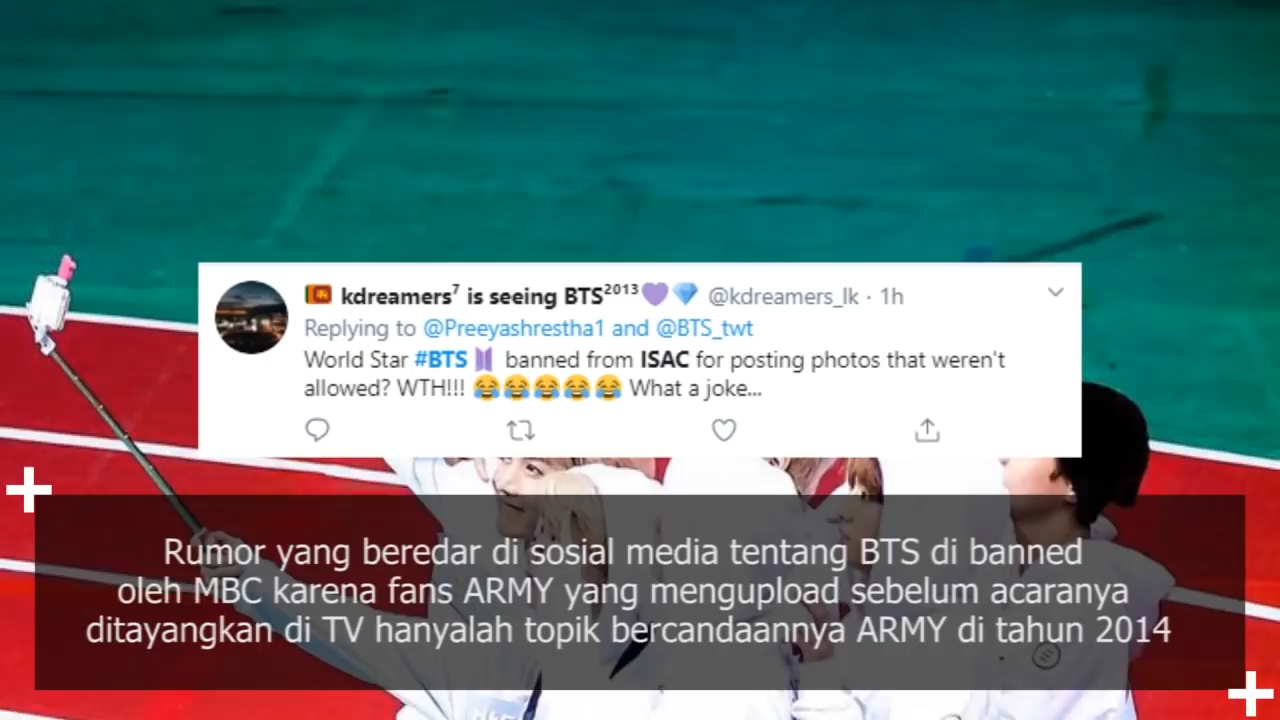 kdreamers⁷ is seeing BTS²⁰¹³💜💎 @kdreamers_lk · 1h
Replying to @Preeyashrestha1 and @BTS_twt
World Star #BTS banned from ISAC for posting photos that weren't
allowed? WTH!!! 😂😂😂😂😂 What a joke...
Rumor yang beredar di sosial media tentang BTS di banned
oleh MBC karena fans ARMY yang mengupload sebelum acaranya
ditayangkan di TV hanyalah topik bercandaannya ARMY di tahun 2014